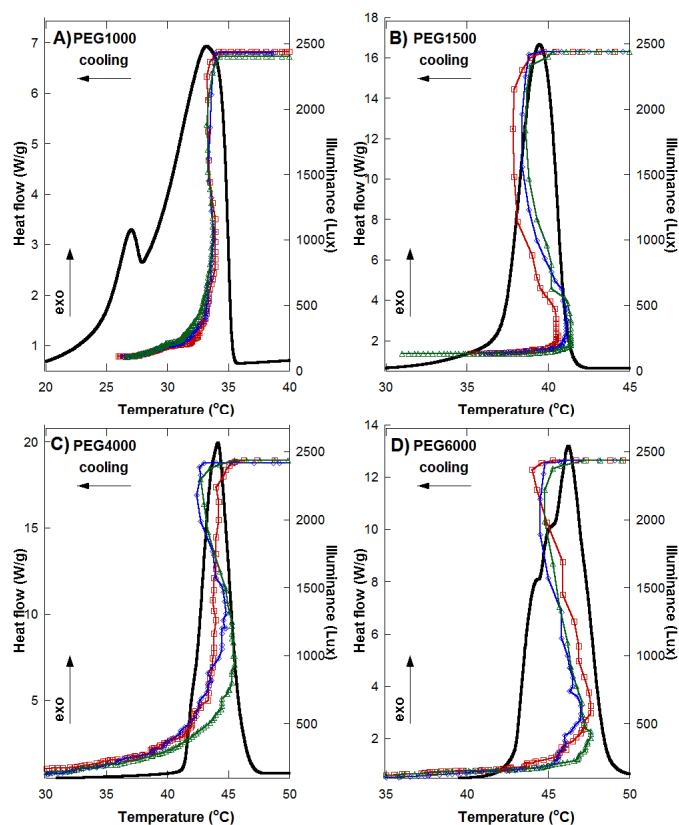 A) PEG1000
cooling
exo
Heat flow (W/g)
7
6
5
4
3
2
1
Illuminance (Lux)
2500
2000
1500
1000
500
0
20 25 30 35 40
Temperature (°C)
B) PEG1500
cooling
exo
Heat flow (W/g)
18
16
14
12
10
8
6
4
2
Illuminance (Lux)
2500
2000
1500
1000
500
0
30 35 40 45
Temperature (°C)
C) PEG4000
cooling
exo
Heat flow (W/g)
20
15
10
5
Illuminance (Lux)
2500
2000
1500
1000
500
30 35 40 45 50
Temperature (°C)
D) PEG6000
cooling
exo
Heat flow (W/g)
14
12
10
8
6
4
2
Illuminance (Lux)
2500
2000
1500
1000
500
35 40 45 50
Temperature (°C)